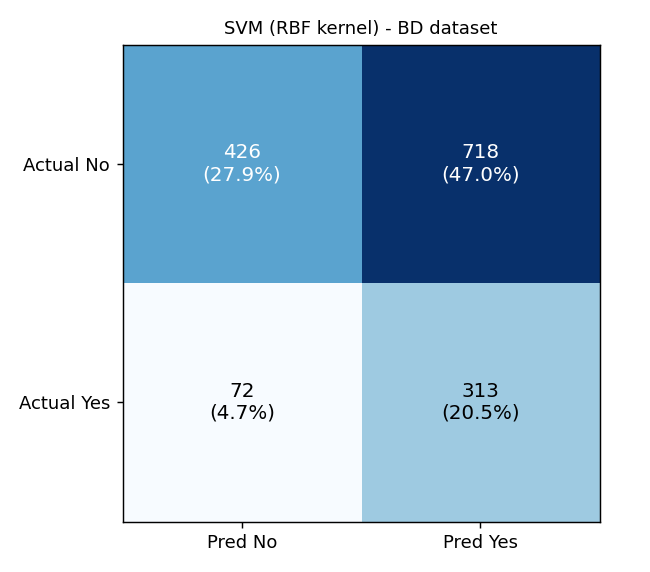 SVM (RBF kernel) - BD dataset
Actual No
426
(27.9%)
718
(47.0%)
Actual Yes
72
(4.7%)
313
(20.5%)
Pred No
Pred Yes